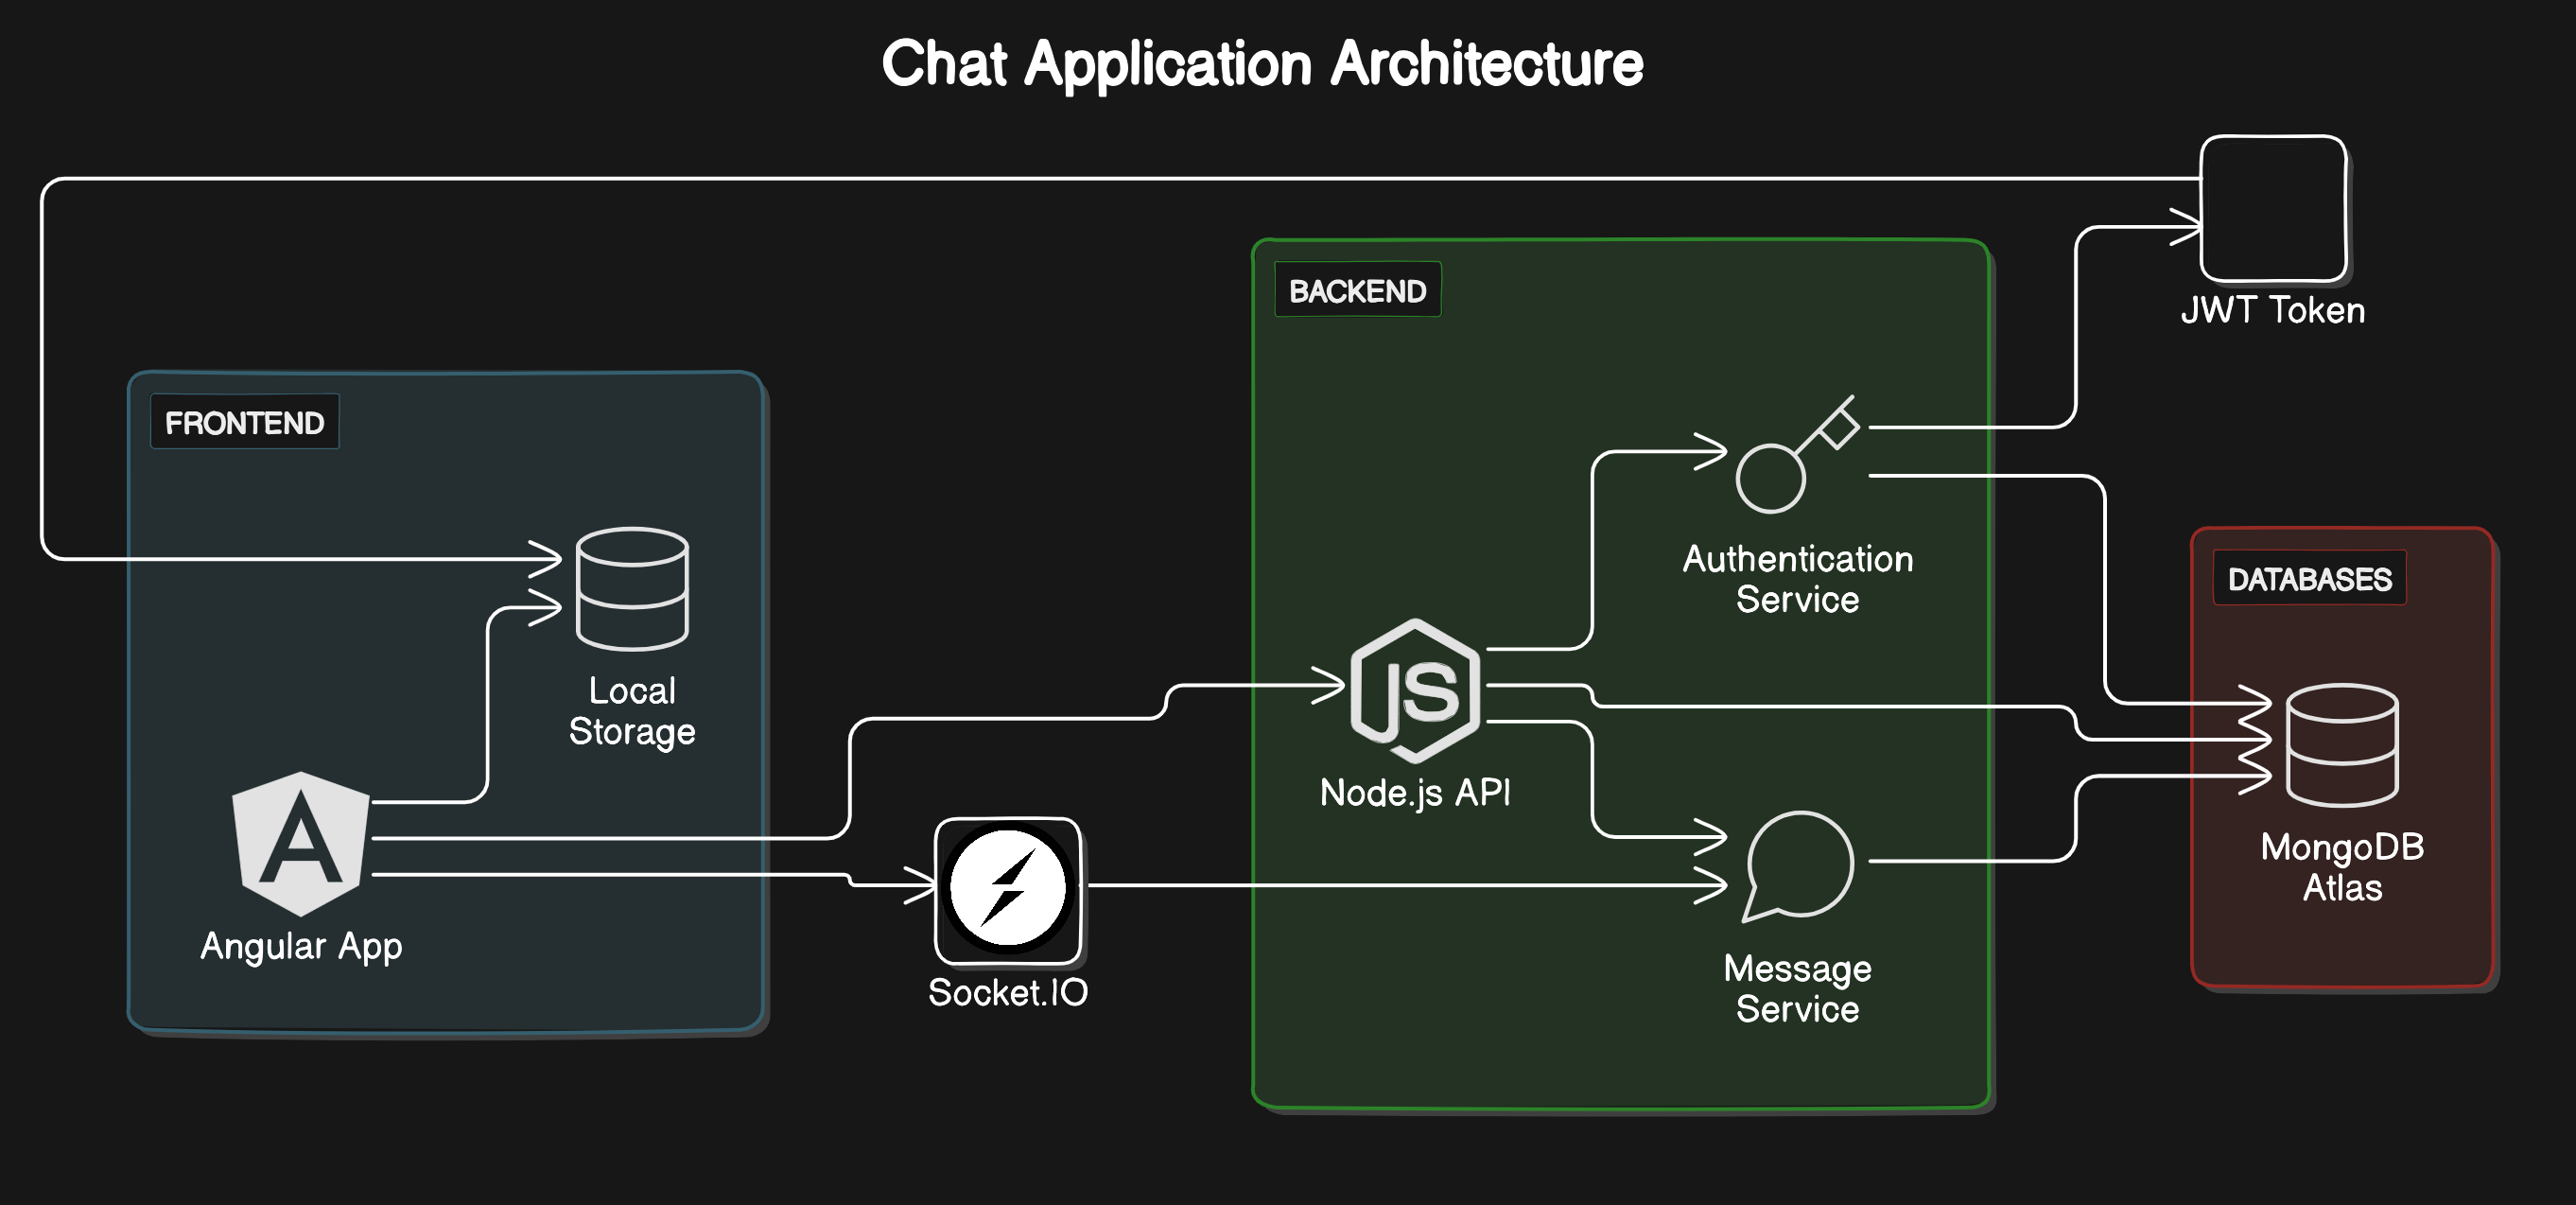 Chat Application Architecture
JWT Token
BACKEND
FRONTEND
Authentication
Service
DATABASES
Local
Storage
JS
Node.js API
MongoDB
Atlas
A
Angular App
Socket.IO
Message
Service